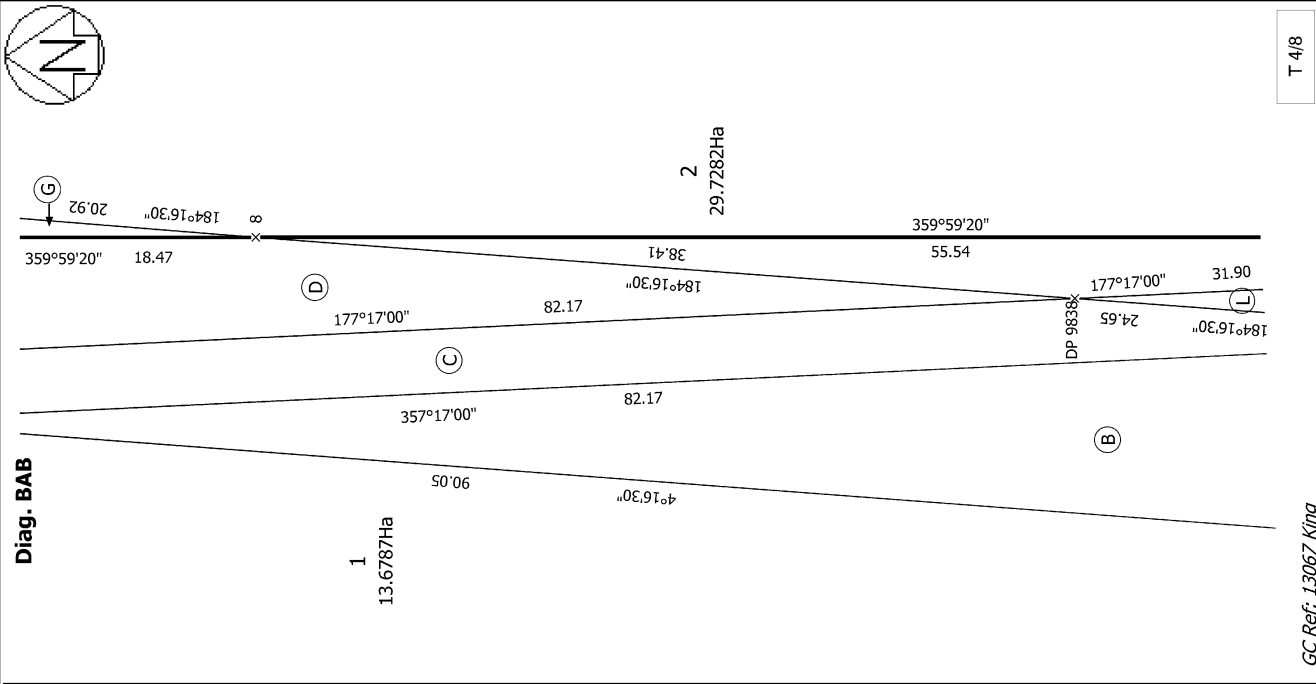 N
T 4/8
Diag. BAB
G
20.92
184°16'30"
8
2
29.7282Ha
359°59'20"
18.47
359°59'20"
55.54
38.41
184°16'30"
D
177°17'00"
82.17
177°17'00"
31.90
L
DP 9838
24.65
184°16'30"
C
357°17'00"
82.17
B
90.05
4°16'30"
1
13.6787Ha
GC Ref: 13067 King